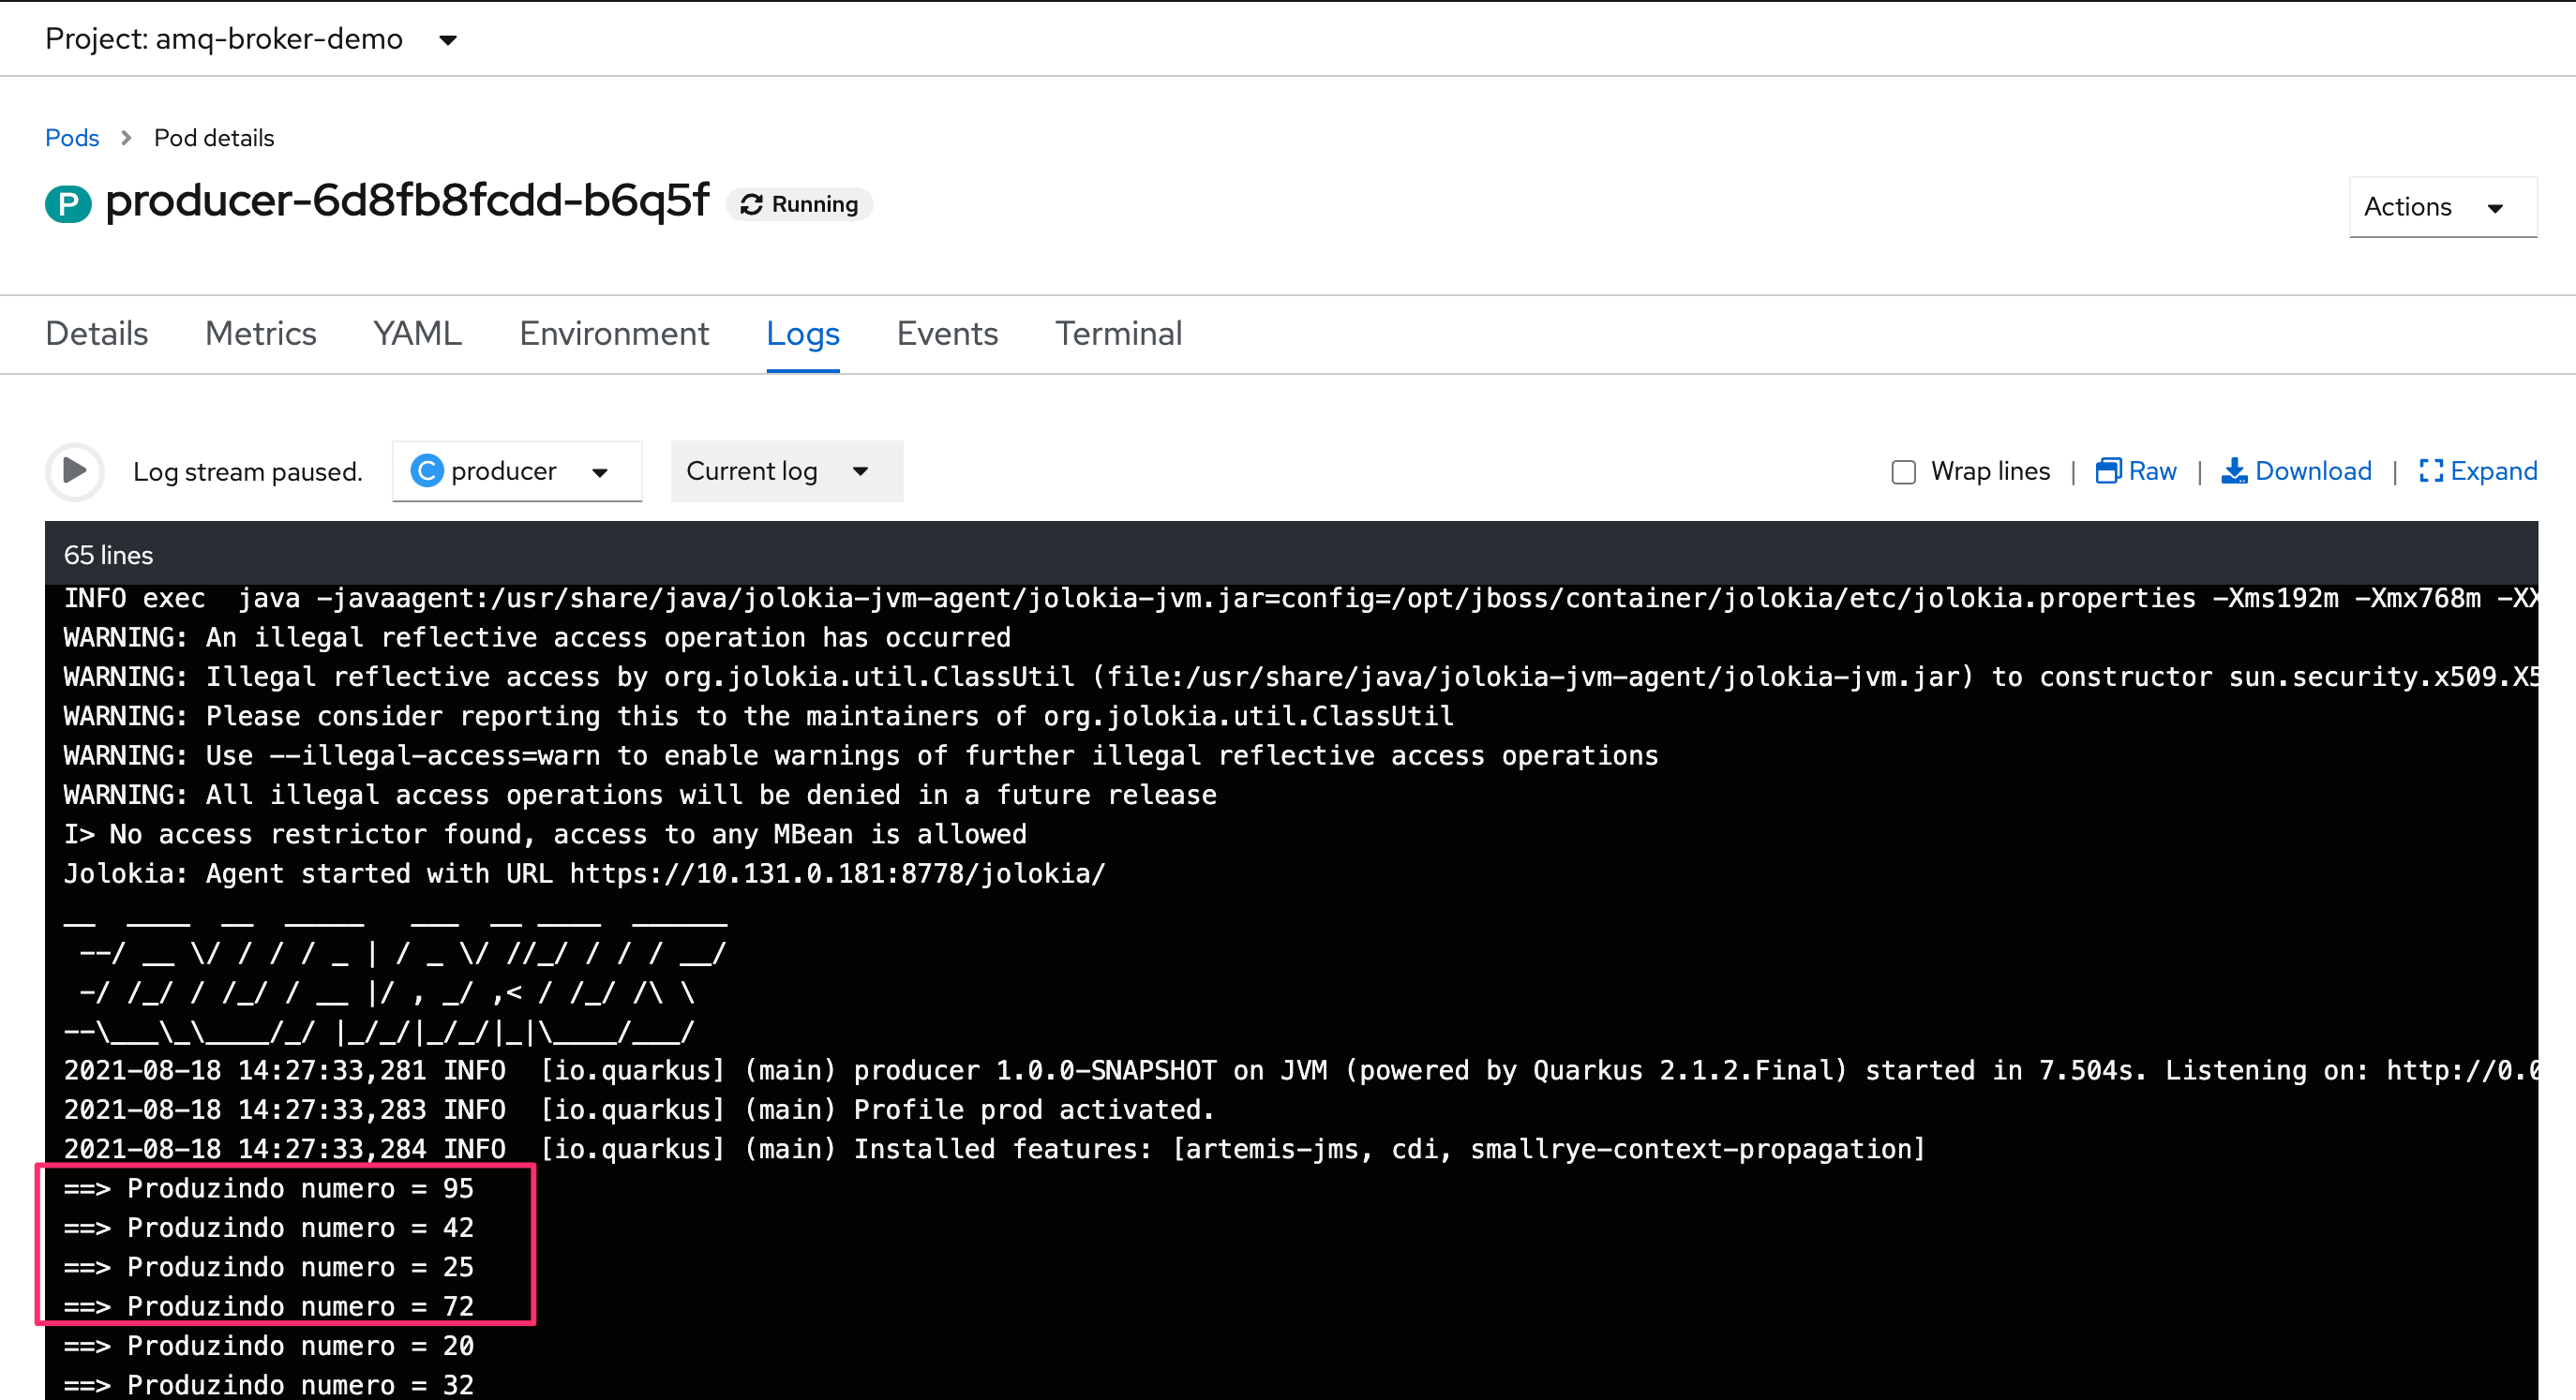 Project: amq-broker-demo
Pods > Pod details
P producer-6d8fb8fcdd-b6q5f Running
Actions
Details Metrics YAML Environment Logs Events Terminal
Log stream paused. C producer Current log Wrap lines | Raw | Download | Expand
65 lines
INFO exec  java -javaagent:/usr/share/java/jolokia-jvm-agent/jolokia-jvm.jar=config=/opt/jboss/container/jolokia/etc/jolokia.properties -Xms192m -Xmx768m -XX
WARNING: An illegal reflective access operation has occurred
WARNING: Illegal reflective access by org.jolokia.util.ClassUtil (file:/usr/share/java/jolokia-jvm-agent/jolokia-jvm.jar) to constructor sun.security.x509.X5
WARNING: Please consider reporting this to the maintainers of org.jolokia.util.ClassUtil
WARNING: Use --illegal-access=warn to enable warnings of further illegal reflective access operations
WARNING: All illegal access operations will be denied in a future release
I> No access restrictor found, access to any MBean is allowed
Jolokia: Agent started with URL https://10.131.0.181:8778/jolokia/
__  ____  __  _____   ___  __ ____  ______
 --/ __ \/ / / / _ | / _ \/ //_/ / / / __/
 -/ /_/ / /_/ / __ |/ , _/ ,< / /_/ /\ \
--\___\_\____/_/ |_/_/|_/_/|_|\____/___/
2021-08-18 14:27:33,281 INFO  [io.quarkus] (main) producer 1.0.0-SNAPSHOT on JVM (powered by Quarkus 2.1.2.Final) started in 7.504s. Listening on: http://0.0
2021-08-18 14:27:33,283 INFO  [io.quarkus] (main) Profile prod activated.
2021-08-18 14:27:33,284 INFO  [io.quarkus] (main) Installed features: [artemis-jms, cdi, smallrye-context-propagation]
==> Produzindo numero = 95
==> Produzindo numero = 42
==> Produzindo numero = 25
==> Produzindo numero = 72
==> Produzindo numero = 20
==> Produzindo numero = 32